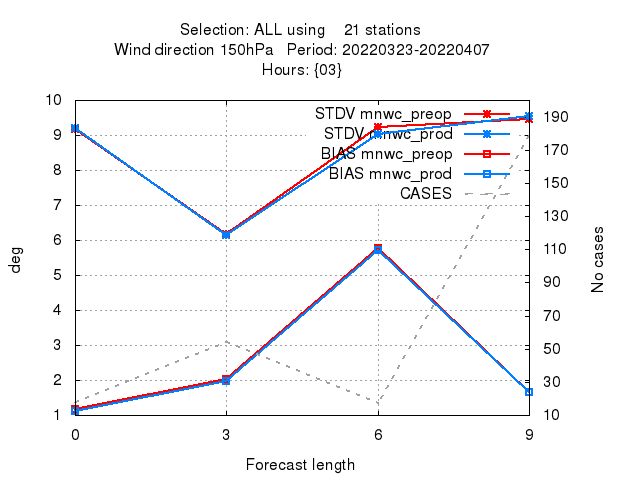 Selection: ALL using 21 stations
Wind direction 150hPa Period: 20220323-20220407
Hours: {03}
STDV mnwc_preop
STDV mnwc_prod
BIAS mnwc_preop
BIAS mnwc_prod
CASES
10
9
8
7
6
5
4
3
2
1
deg
190
170
150
130
110
90
70
50
30
10
No cases
0 3 6 9
Forecast length